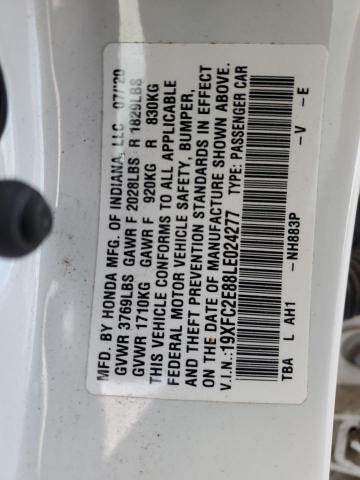 MFD. BY HONDA MFG. OF INDIANA, LLC 07/20
GVWR 3769LBS GAWR F 2028LBS R 1829LBS
GVWR 1710KG GAWR F 920KG R 830KG
THIS VEHICLE CONFORMS TO ALL APPLICABLE
FEDERAL MOTOR VEHICLE SAFETY, BUMPER,
AND THEFT PREVENTION STANDARDS IN EFFECT
ON THE DATE OF MANUFACTURE SHOWN ABOVE.
V.I.N.: 19XFC2E88LE024277 TYPE: PASSENGER CAR
TBA L AH1 -NH883P -V -E